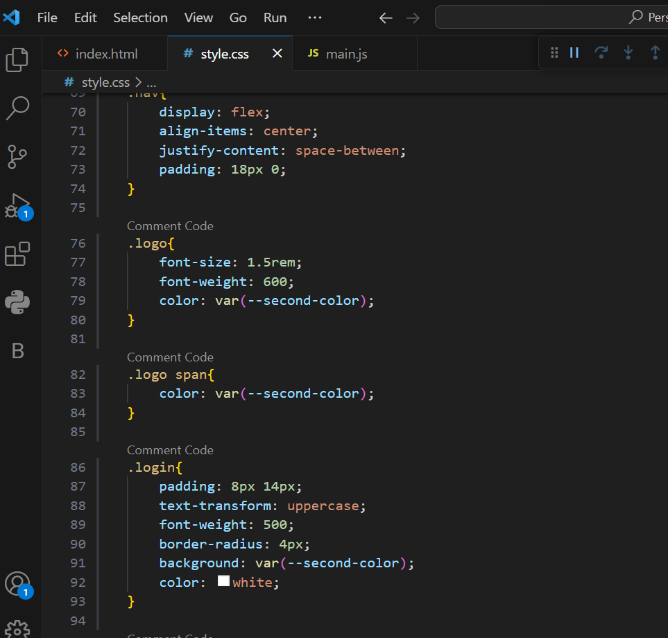 File Edit Selection View Go Run ··· Pers
index.html # style.css × JS main.js
# style.css > ...
69 .nav{
70 display: flex;
71 align-items: center;
72 justify-content: space-between;
73 padding: 18px 0;
74 }
75
Comment Code
76 .logo{
77 font-size: 1.5rem;
78 font-weight: 600;
79 color: var(--second-color);
80 }
81
Comment Code
82 .logo span{
83 color: var(--second-color);
84 }
85
Comment Code
86 .login{
87 padding: 8px 14px;
88 text-transform: uppercase;
89 font-weight: 500;
90 border-radius: 4px;
91 background: var(--second-color);
92 color: white;
93 }
94
Comment Code
1
B
1